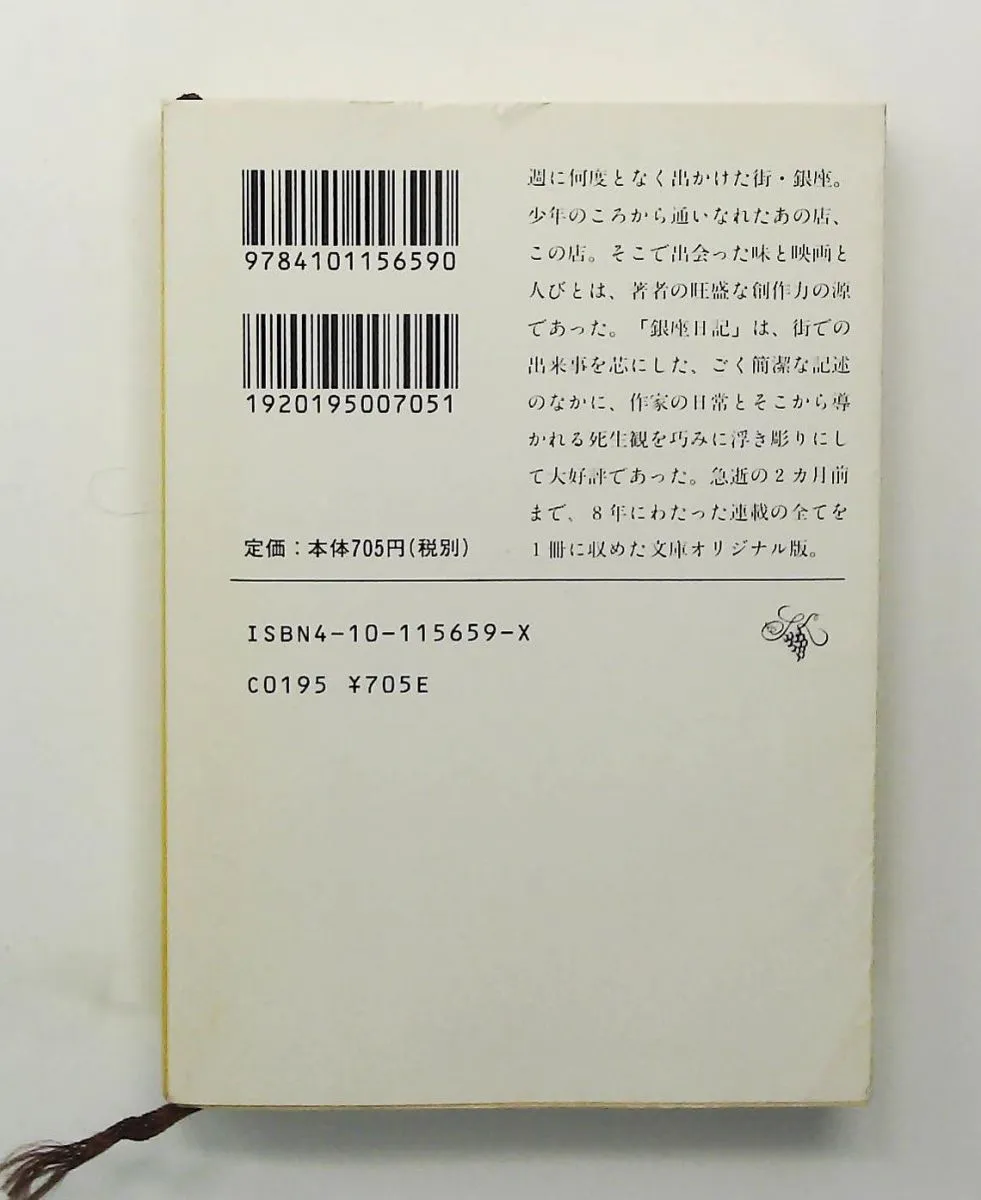 9784101156590
1920195007051
定価：本体705円(税別)
週に何度となく出かけた街・銀座。
少年のころから通いなれたあの店、
この店。そこで出会った味と映画と
人びとは、著者の旺盛な創作力の源
であった。「銀座日記」は、街での
出来事を芯にした、ごく簡潔な記述
のなかに、作家の日常とそこから導
かれる死生観を巧みに浮き彫りにし
て大好評であった。急逝の2カ月前
まで、8年にわたった連載の全てを
1冊に収めた文庫オリジナル版。
ISBN4-10-115659-X
C0195 ¥705E